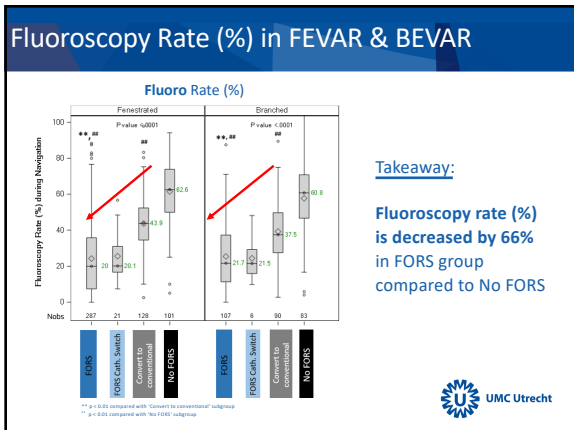 Fluoroscopy Rate (%) in FEVAR & BEVAR
Fluoro Rate (%)
Fenestrated Branched
P value <.0001 P value <.0001
**, ## ## **, ## ##
Fluoroscopy Rate (%) during Navigation
100
80
60
40
20
0
20 20.1 43.9 62.6 21.7 21.5 37.5 60.8
Nobs 287 21 128 101 107 6 90 83
FORS
FORS Cath. Switch
Convert to conventional
No FORS
FORS
FORS Cath. Switch
Convert to conventional
No FORS
** p < 0.01 compared with 'Convert to conventional' subgroup
p < 0.01 compared with 'No FORS' subgroup
Takeaway:
Fluoroscopy rate (%)
is decreased by 66%
in FORS group
compared to No FORS
UMC Utrecht